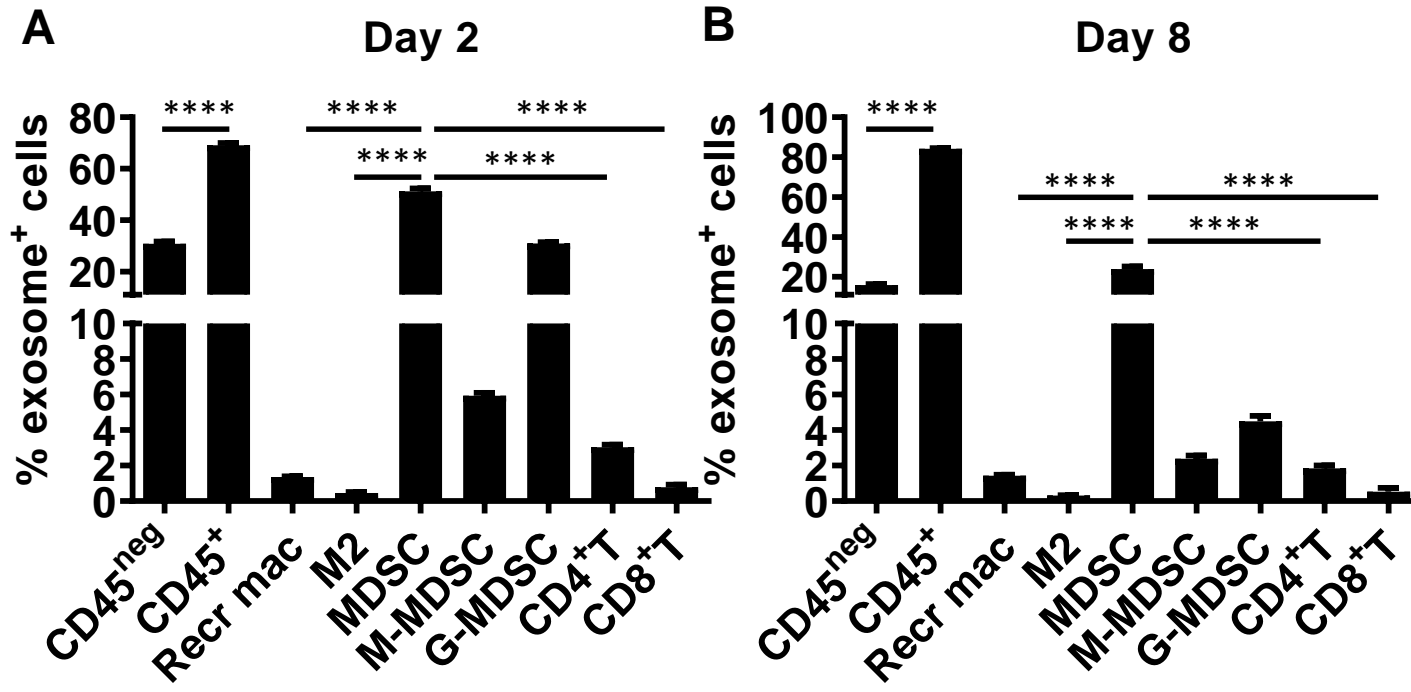 A
Day 2
% exosome⁺ cells
80
60
40
20
10
8
6
4
2
0
****
****
****
****
****
CD45ⁿᵉᵍ
CD45⁺
Recr mac
M2
MDSC
M-MDSC
G-MDSC
CD4⁺T
CD8⁺T
B
Day 8
% exosome⁺ cells
100
80
60
40
20
10
8
6
4
2
0
****
****
****
****
****
CD45ⁿᵉᵍ
CD45⁺
Recr mac
M2
MDSC
M-MDSC
G-MDSC
CD4⁺T
CD8⁺T